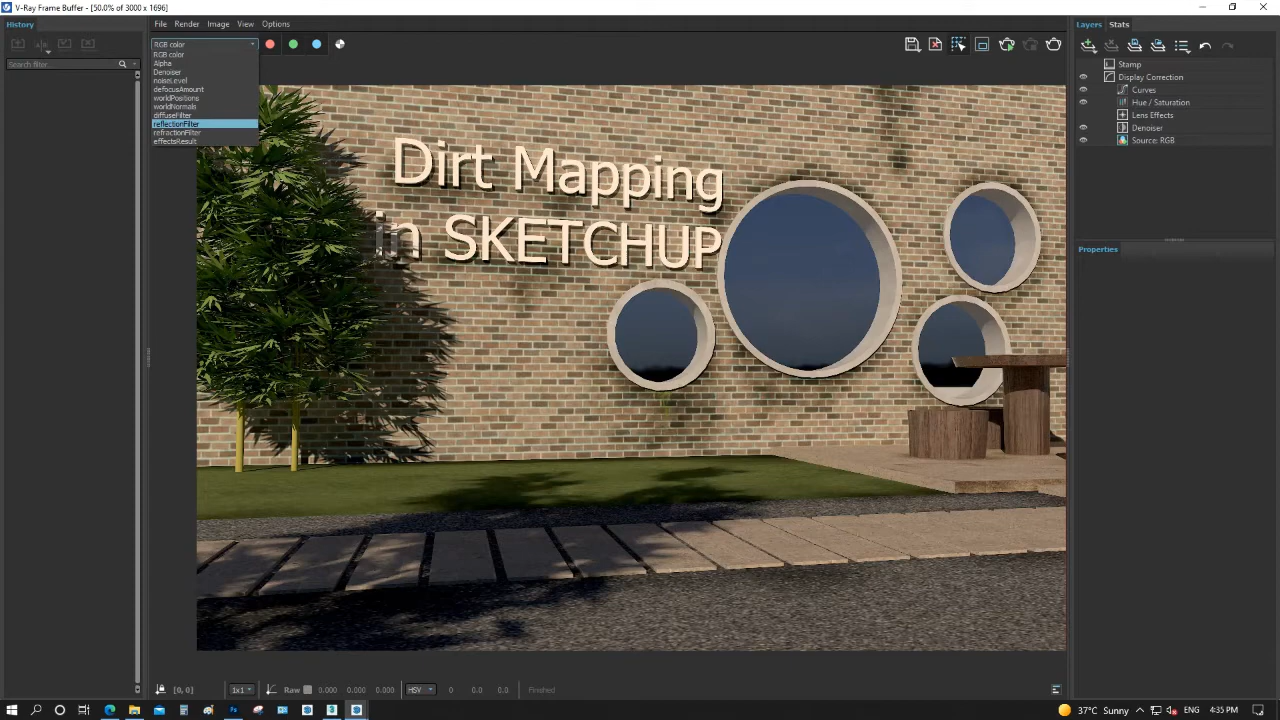 V-Ray Frame Buffer - [50.0% of 3000 x 1696]
History
File Render Image View Options
Layers Stats
RGB color
RGB color
Alpha
Denoiser
noiseLevel
defocusAmount
worldPositions
worldNormals
diffuseFilter
reflectionFilter
refractionFilter
effectsResult
Search filter...
Stamp
Display Correction
Curves
Hue / Saturation
Lens Effects
Denoiser
Source: RGB
Properties
Dirt Mapping
in SKETCHUP
[0, 0]
1x1
Raw 0.000 0.000 0.000
HSV 0 0.0 0.0
Finished
37°C Sunny ENG 4:35 PM